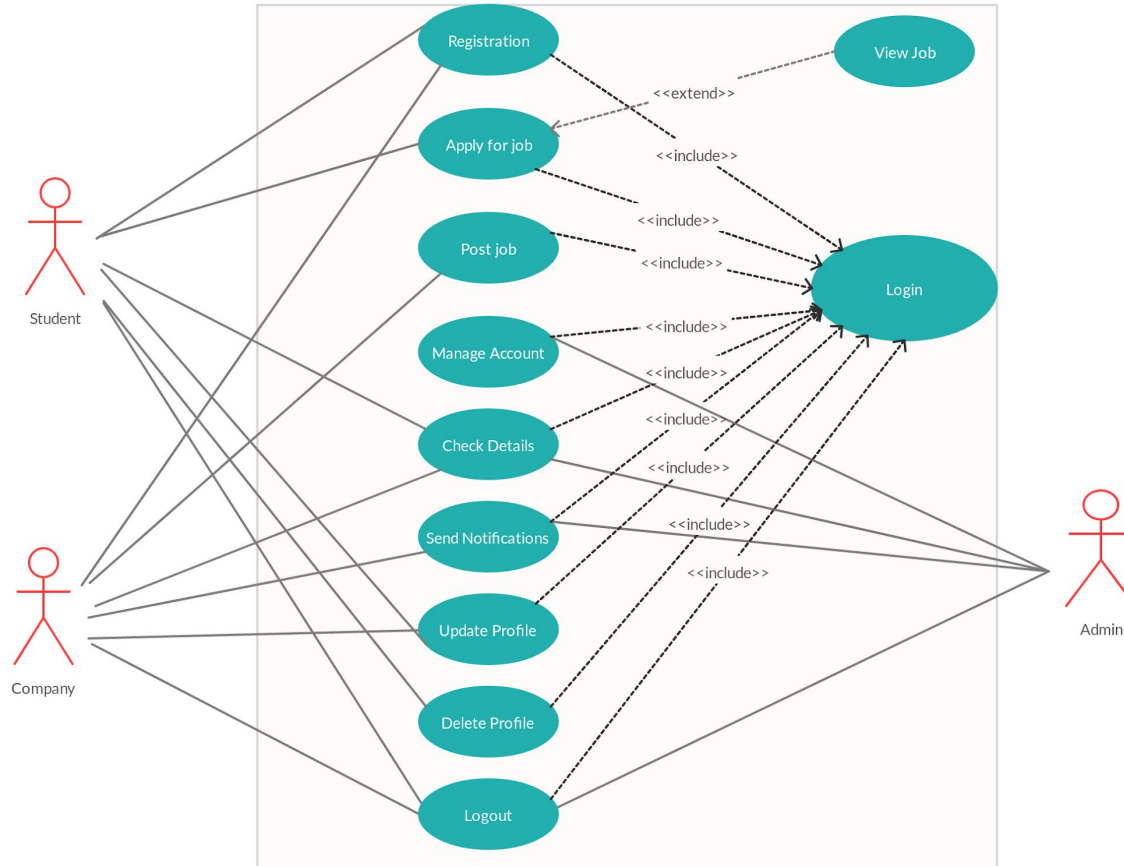 Registration
View Job
<<extend>>
Apply for job
<<include>>
<<include>>
Post job
<<include>>
Login
Student
<<include>>
Manage Account
<<include>>
<<include>>
Check Details
<<include>>
<<include>>
Send Notifications
<<include>>
Update Profile
Admin
Company
Delete Profile
Logout